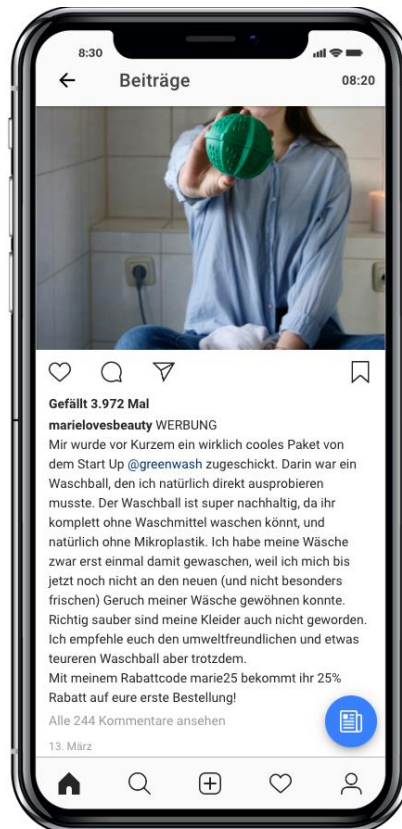 8:30
Beiträge
08:20
Gefällt 3.972 Mal
marielovesbeauty WERBUNG
Mir wurde vor Kurzem ein wirklich cooles Paket von
dem Start Up @greenwash zugeschickt. Darin war ein
Waschball, den ich natürlich direkt ausprobieren
musste. Der Waschball ist super nachhaltig, da ihr
komplett ohne Waschmittel waschen könnt, und
natürlich ohne Mikroplastik. Ich habe meine Wäsche
zwar erst einmal damit gewaschen, weil ich mich bis
jetzt noch nicht an den neuen (und nicht besonders
frischen) Geruch meiner Wäsche gewöhnen konnte.
Richtig sauber sind meine Kleider auch nicht geworden.
Ich empfehle euch den umweltfreundlichen und etwas
teureren Waschball aber trotzdem.
Mit meinem Rabattcode marie25 bekommt ihr 25%
Rabatt auf eure erste Bestellung!
Alle 244 Kommentare ansehen
13. März